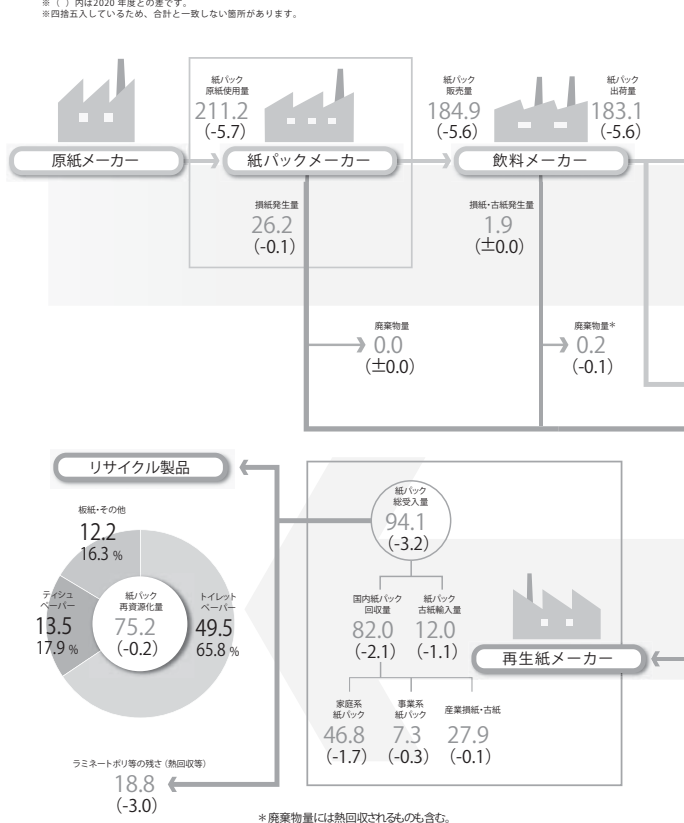 ※（ ）内は2020 年度との差です。
※四捨五入しているため、合計と一致しない箇所があります。
紙パック
原紙使用量
211.2
(-5.7)
紙パック
販売量
184.9
(-5.6)
紙パック
出荷量
183.1
(-5.6)
原紙メーカー
紙パックメーカー
飲料メーカー
損紙発生量
26.2
(-0.1)
損紙・古紙発生量
1.9
(±0.0)
廃棄物量
0.0
(±0.0)
廃棄物量＊
0.2
(-0.1)
リサイクル製品
板紙・その他
12.2
16.3 %
ティシュ
ペーパー
13.5
17.9 %
紙パック
再資源化量
75.2
(-0.2)
トイレット
ペーパー
49.5
65.8 %
紙パック
総受入量
94.1
(-3.2)
国内紙パック
回収量
82.0
(-2.1)
紙パック
古紙輸入量
12.0
(-1.1)
再生紙メーカー
家庭系
紙パック
46.8
(-1.7)
事業系
紙パック
7.3
(-0.3)
産業損紙・古紙
27.9
(-0.1)
ラミネートポリ等の残さ（熱回収等）
18.8
(-3.0)
＊廃棄物量には熱回収されるものも含む。